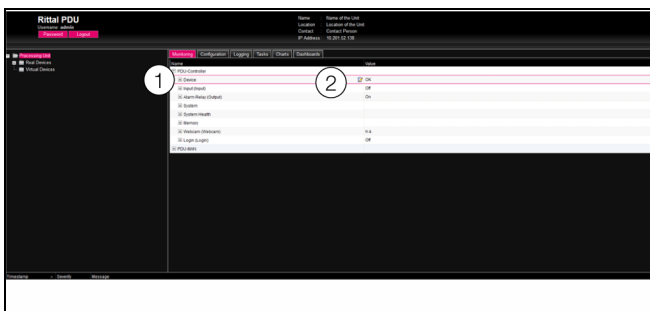 Rittal PDU
Username admin
Password Logout
Name Name of the Unit
Location Location of the Unit
Contact Contact Person
IP Address 10.201.52.138
Processing Unit
Real Devices
Virtual Devices
Monitoring Configuration Logging Tasks Charts Dashboards
Name Value
PDU-Controller
1 Device 2 OK
Input (Input) Off
Alarm Relay (Output) On
System
System Health
Memory
Webcam (Webcam) n.a.
Login (Login) Off
PDU-MAN
Timestamp Severity Message